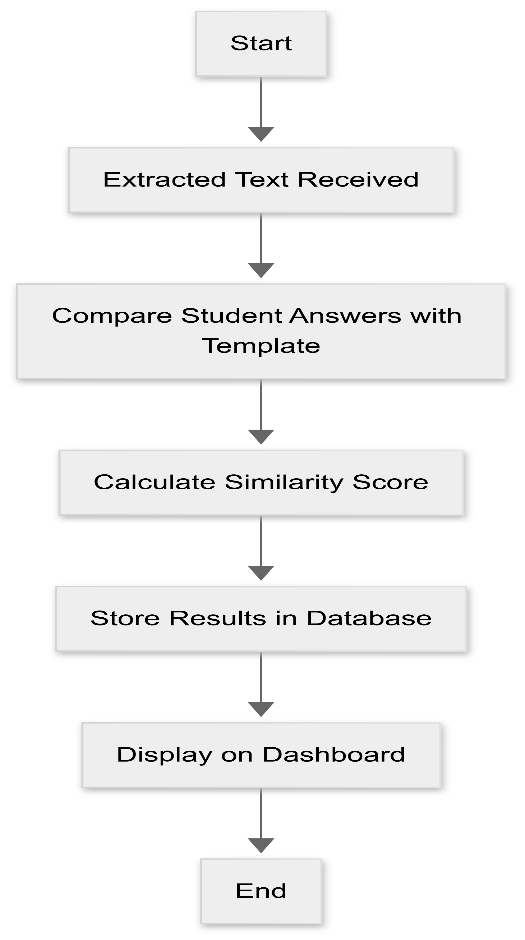 Start
Extracted Text Received
Compare Student Answers with
Template
Calculate Similarity Score
Store Results in Database
Display on Dashboard
End